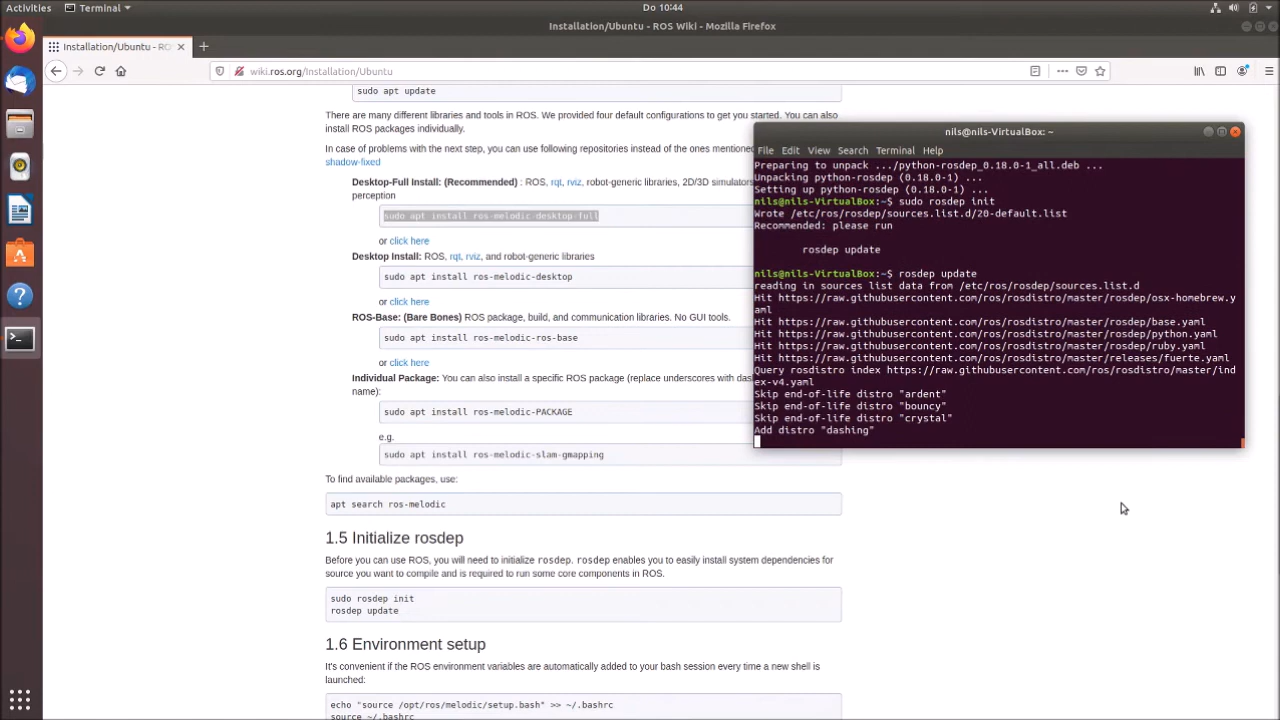 Activities
Terminal
Do 10:44
Installation/Ubuntu - ROS Wiki - Mozilla Firefox
Installation/Ubuntu - RO
wiki.ros.org/Installation/Ubuntu
sudo apt update
There are many different libraries and tools in ROS. We provided four default configurations to get you started. You can also
install ROS packages individually.
In case of problems with the next step, you can use following repositories instead of the ones mentioned
shadow-fixed
Desktop-Full Install: (Recommended) : ROS, rqt, rviz, robot-generic libraries, 2D/3D simulators
perception
sudo apt install ros-melodic-desktop-full
or click here
Desktop Install: ROS, rqt, rviz, and robot-generic libraries
sudo apt install ros-melodic-desktop
or click here
ROS-Base: (Bare Bones) ROS package, build, and communication libraries. No GUI tools.
sudo apt install ros-melodic-ros-base
or click here
Individual Package: You can also install a specific ROS package (replace underscores with das
name):
sudo apt install ros-melodic-PACKAGE
e.g.
sudo apt install ros-melodic-slam-gmapping
To find available packages, use:
apt search ros-melodic
1.5 Initialize rosdep
Before you can use ROS, you will need to initialize rosdep. rosdep enables you to easily install system dependencies for
source you want to compile and is required to run some core components in ROS.
sudo rosdep init
rosdep update
1.6 Environment setup
It's convenient if the ROS environment variables are automatically added to your bash session every time a new shell is
launched:
echo "source /opt/ros/melodic/setup.bash" >> ~/.bashrc
source ~/.bashrc
nils@nils-VirtualBox: ~
File Edit View Search Terminal Help
Preparing to unpack .../python-rosdep_0.18.0-1_all.deb ...
Unpacking python-rosdep (0.18.0-1) ...
Setting up python-rosdep (0.18.0-1) ...
nils@nils-VirtualBox:~$ sudo rosdep init
Wrote /etc/ros/rosdep/sources.list.d/20-default.list
Recommended: please run
rosdep update
nils@nils-VirtualBox:~$ rosdep update
reading in sources list data from /etc/ros/rosdep/sources.list.d
Hit https://raw.githubusercontent.com/ros/rosdistro/master/rosdep/osx-homebrew.y
aml
Hit https://raw.githubusercontent.com/ros/rosdistro/master/rosdep/base.yaml
Hit https://raw.githubusercontent.com/ros/rosdistro/master/rosdep/python.yaml
Hit https://raw.githubusercontent.com/ros/rosdistro/master/rosdep/ruby.yaml
Hit https://raw.githubusercontent.com/ros/rosdistro/master/releases/fuerte.yaml
Query rosdistro index https://raw.githubusercontent.com/ros/rosdistro/master/ind
ex-v4.yaml
Skip end-of-life distro "ardent"
Skip end-of-life distro "bouncy"
Skip end-of-life distro "crystal"
Add distro "dashing"